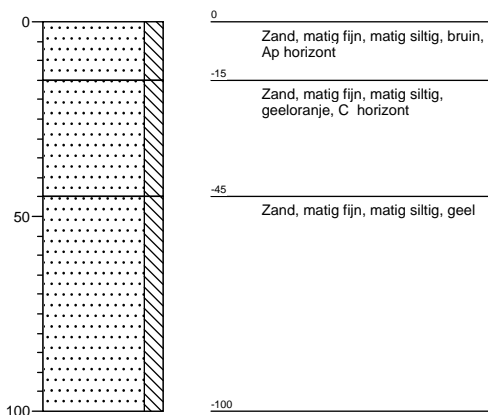 0
50
100
0
Zand, matig fijn, matig siltig, bruin,
Ap horizont
-15
Zand, matig fijn, matig siltig,
geeloranje, C horizont
-45
Zand, matig fijn, matig siltig, geel
-100